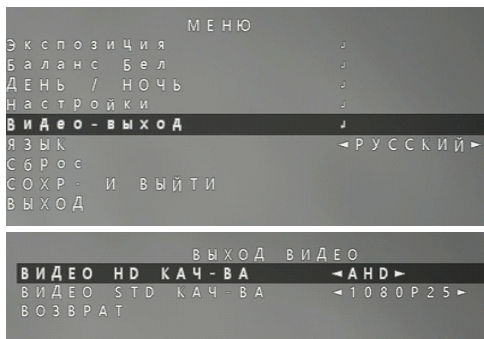 МЕНЮ
Экспозиция ↲
Баланс Бел ↲
ДЕНЬ / НОЧЬ ↲
Настройки ↲
Видео-выход ↲
ЯЗЫК ◄РУССКИЙ►
Сброс
СОХР- И ВЫЙТИ
ВЫХОД
ВЫХОД ВИДЕО
ВИДЕО HD КАЧ-ВА ◄AHD►
ВИДЕО STD КАЧ-ВА ◄1080P25►
ВОЗВРАТ